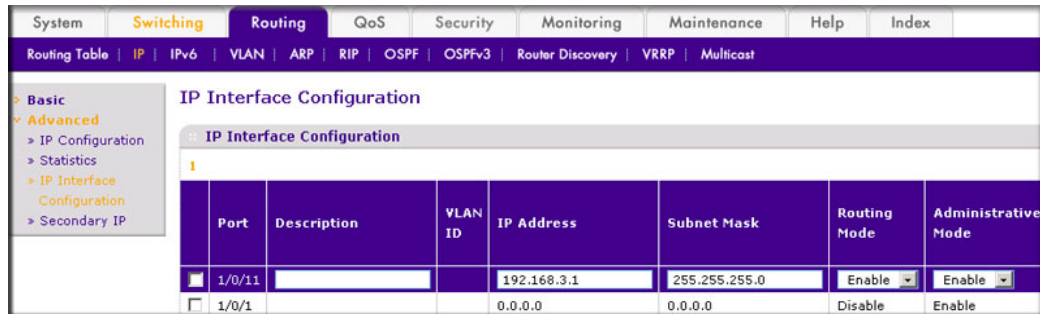 System Switching Routing QoS Security Monitoring Maintenance Help Index
Routing Table | IP | IPv6 | VLAN | ARP | RIP | OSPF | OSPFv3 | Router Discovery | VRRP | Multicast
Basic
Advanced
» IP Configuration
» Statistics
» IP Interface
Configuration
» Secondary IP
IP Interface Configuration
IP Interface Configuration
1
Port Description VLAN ID IP Address Subnet Mask Routing Mode Administrative Mode
1/0/11 192.168.3.1 255.255.255.0 Enable Enable
1/0/1 0.0.0.0 0.0.0.0 Disable Enable